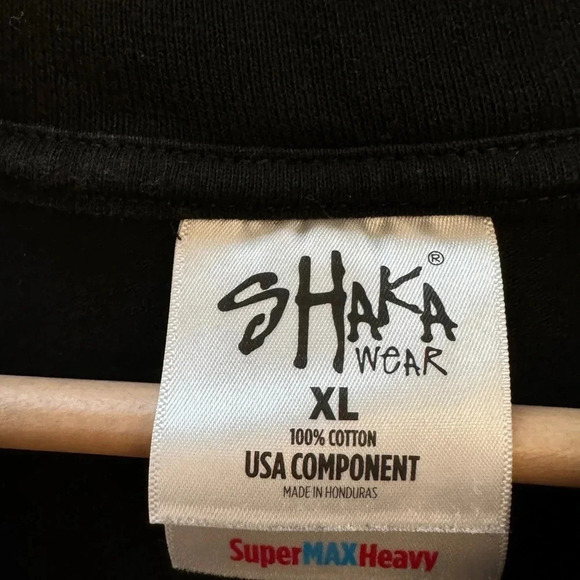 SHAKA®
WEAR
XL
100% COTTON
USA COMPONENT
MADE IN HONDURAS
SuperMAXHeavy